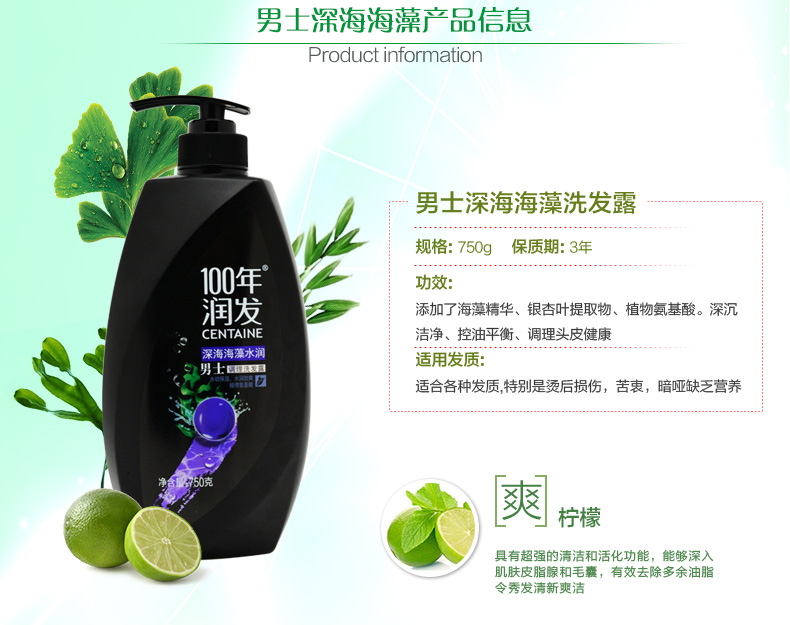 男士深海海藻产品信息
Product information
男士深海海藻洗发露
规格: 750g 保质期: 3年
功效:
添加了海藻精华、银杏叶提取物、植物氨基酸。深沉
洁净、控油平衡、调理头皮健康
适用发质:
适合各种发质,特别是烫后损伤，苦衷，暗哑缺乏营养
100年®
润发
CENTAINE
深海海藻水润
男士 调理洗发露
净含量:750克
[爽] 柠檬
具有超强的清洁和活化功能，能够深入
肌肤皮脂腺和毛囊，有效去除多余油脂
令秀发清新爽洁